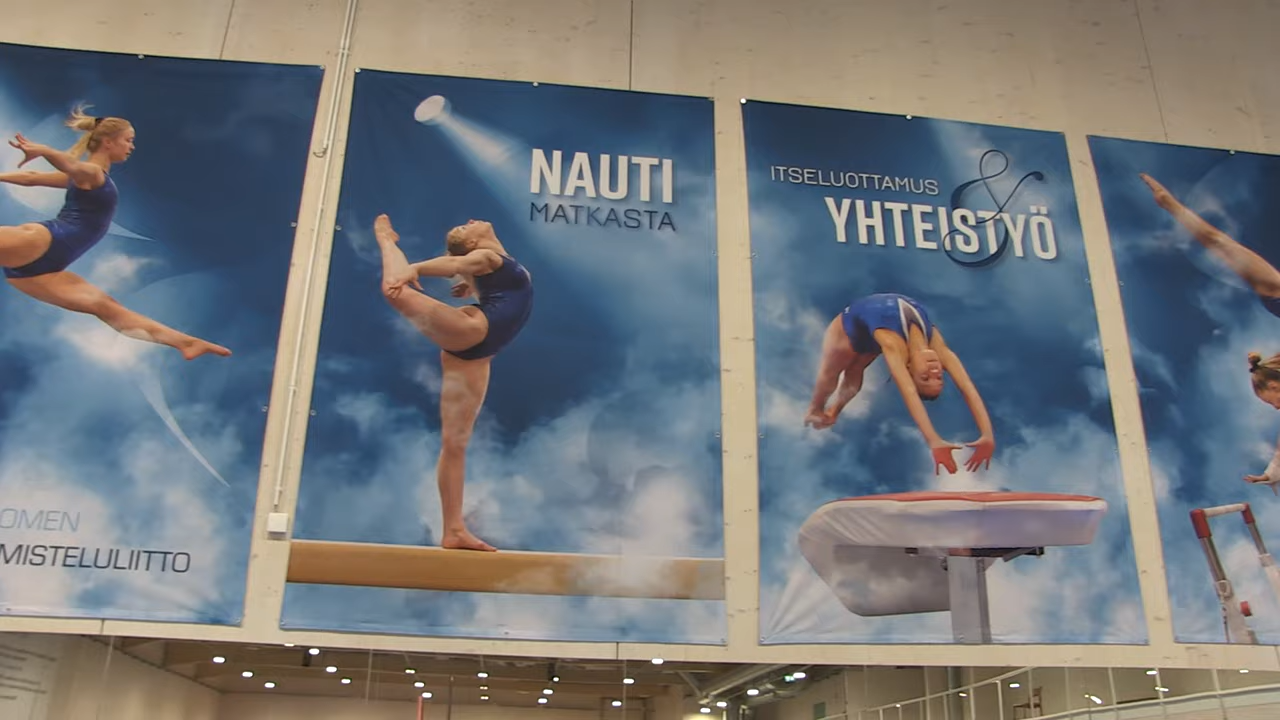 OMEN
MISTELULIITTO
NAUTI
MATKASTA
ITSELUOTTAMUS
&
YHTEISTYÖ